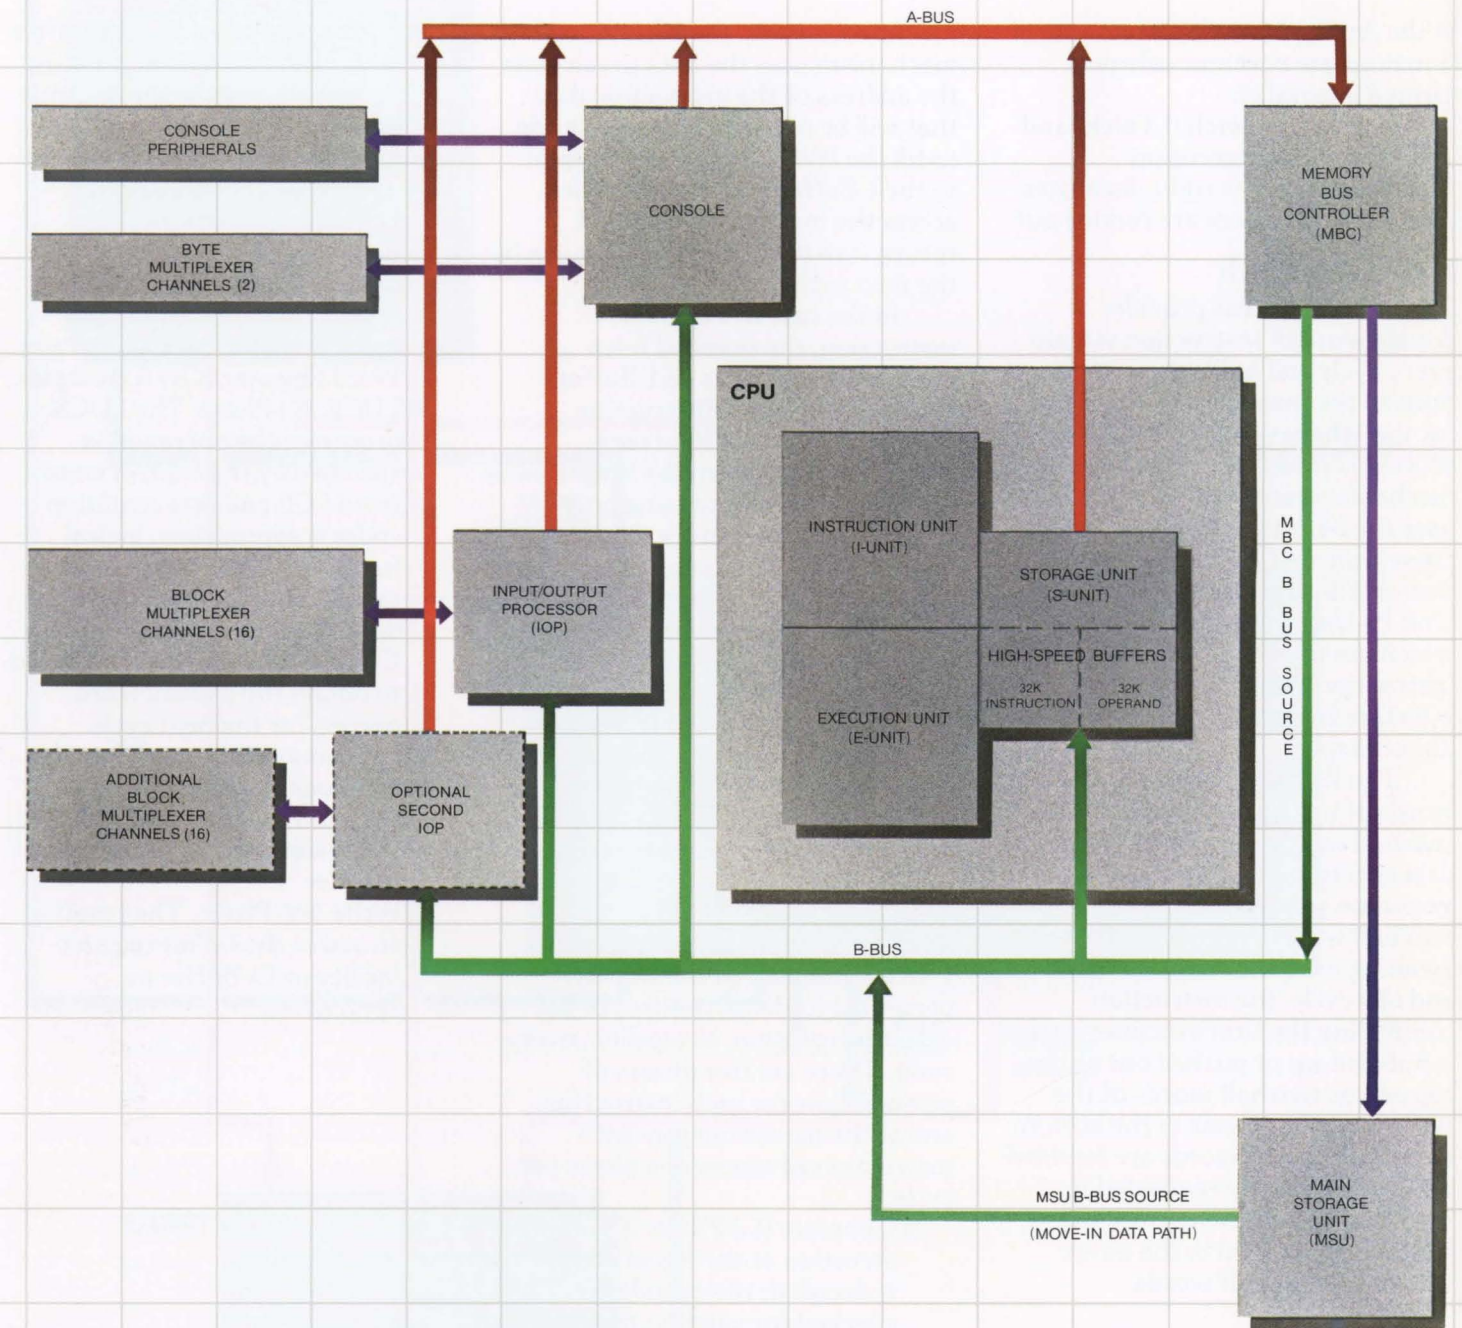 A-BUS
CONSOLE
PERIPHERALS
BYTE
MULTIPLEXER
CHANNELS (2)
CONSOLE
MEMORY
BUS
CONTROLLER
(MBC)
CPU
INSTRUCTION UNIT
(I-UNIT)
STORAGE UNIT
(S-UNIT)
HIGH-SPEED BUFFERS
32K
INSTRUCTION
32K
OPERAND
EXECUTION UNIT
(E-UNIT)
MBC B BUS SOURCE
BLOCK
MULTIPLEXER
CHANNELS (16)
INPUT/OUTPUT
PROCESSOR
(IOP)
ADDITIONAL
BLOCK
MULTIPLEXER
CHANNELS (16)
OPTIONAL
SECOND
IOP
B-BUS
MSU B-BUS SOURCE
(MOVE-IN DATA PATH)
MAIN
STORAGE
UNIT
(MSU)